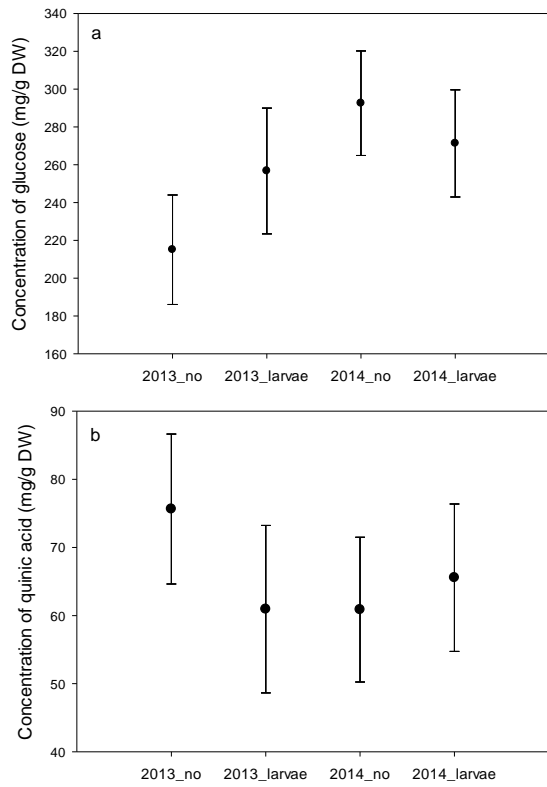 a
Concentration of glucose (mg/g DW)
340
320
300
280
260
240
220
200
180
160
2013_no 2013_larvae 2014_no 2014_larvae
b
Concentration of quinic acid (mg/g DW)
90
80
70
60
50
40
2013_no 2013_larvae 2014_no 2014_larvae